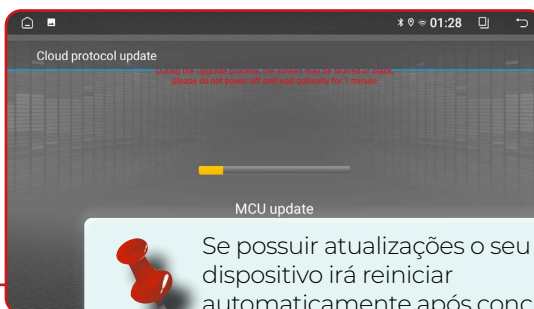 01:28
Cloud protocol update
During the upgrade process, the screen may be blurred or black,
please do not power off and wait patiently for 1 minute
MCU update
Se possuir atualizações o seu
dispositivo irá reiniciar
automaticamente após conc